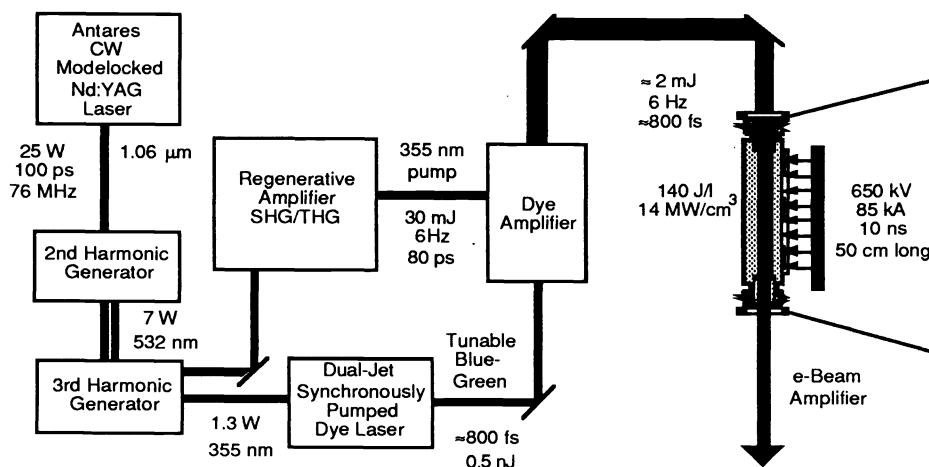 Antares
CW
Modelocked
Nd:YAG
Laser
25 W
100 ps
76 MHz
1.06 µm
2nd Harmonic
Generator
7 W
532 nm
3rd Harmonic
Generator
1.3 W
355 nm
Regenerative
Amplifier
SHG/THG
355 nm
pump
30 mJ
6Hz
80 ps
Dye
Amplifier
Dual-Jet
Synchronously
Pumped
Dye Laser
Tunable
Blue-
Green
≈800 fs
0.5 nJ
≈ 2 mJ
6 Hz
≈800 fs
140 J/l
14 MW/cm³
650 kV
85 kA
10 ns
50 cm long
e-Beam
Amplifier